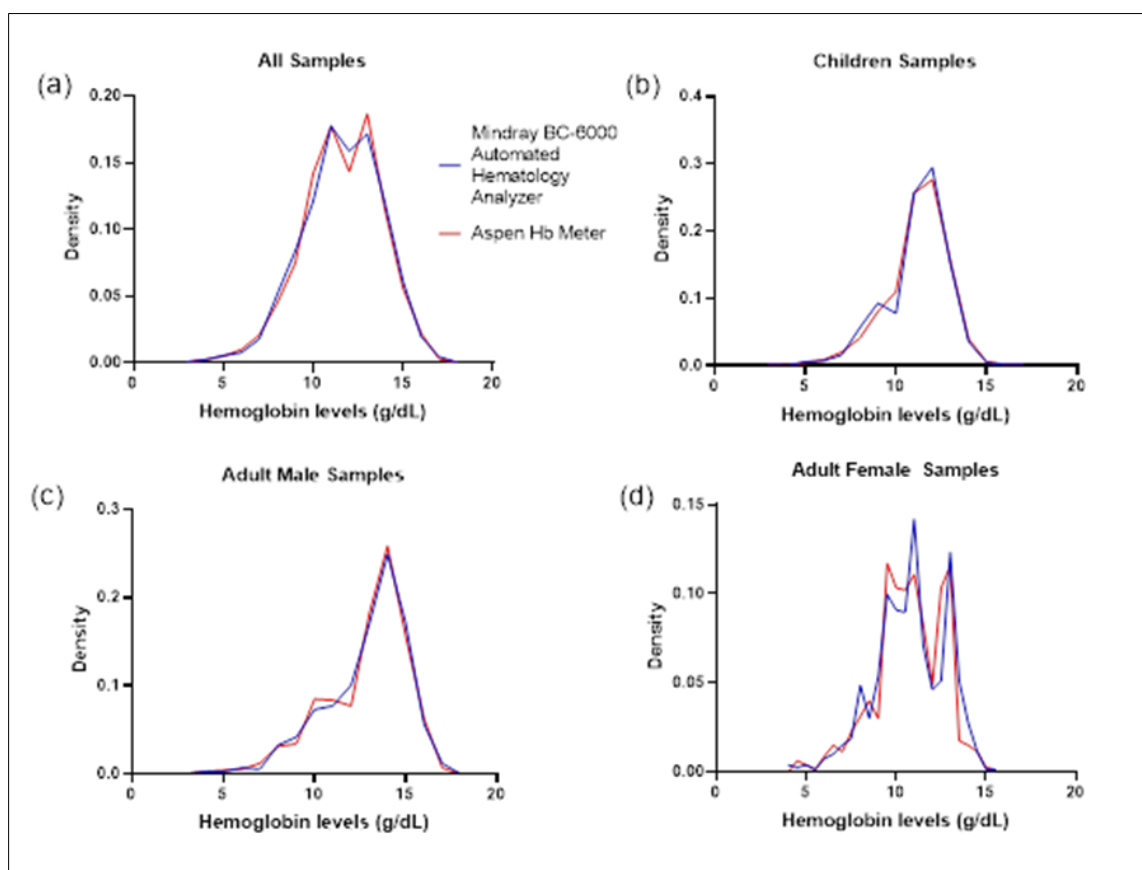 All Samples
(a)
0.20
0.15
0.10
0.05
0.00
Density
0
5
10
15
20
Hemoglobin levels (g/dL)
Mindray BC-6000
Automated
Hematology
Analyzer
Aspen Hb Meter
Children Samples
(b)
0.4
0.3
0.2
0.1
0.0
Density
0
5
10
15
20
Hemoglobin levels (g/dL)
Adult Male Samples
(c)
0.3
0.2
0.1
0.0
Density
0
5
10
15
20
Hemoglobin levels (g/dL)
Adult Female Samples
(d)
0.15
0.10
0.05
0.00
Density
0
5
10
15
20
Hemoglobin levels (g/dL)